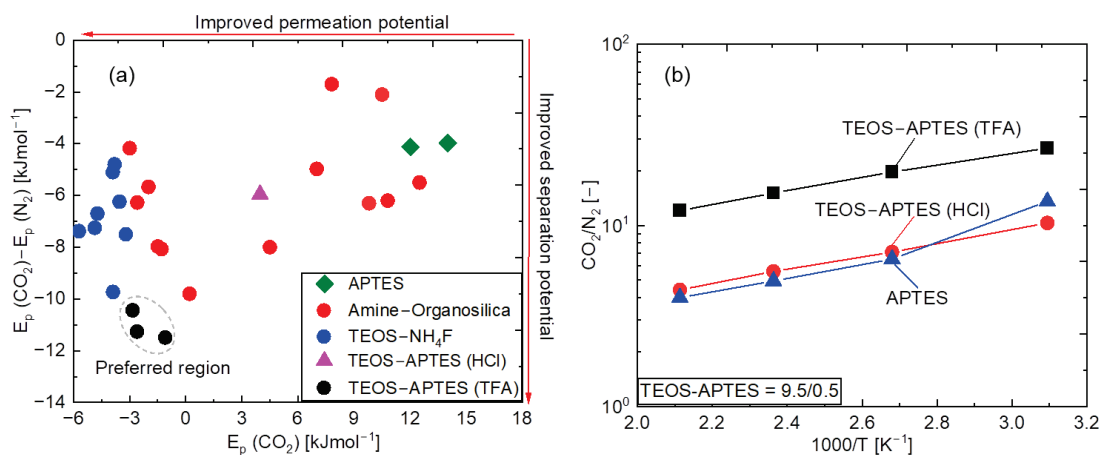 Improved permeation potential
(a)
0
−2
−4
−6
−8
−10
−12
−14
Eₚ (CO₂)−Eₚ (N₂) [kJmol⁻¹]
Improved separation potential
APTES
Amine−Organosilica
TEOS−NH₄F
TEOS−APTES (HCl)
TEOS−APTES (TFA)
Preferred region
−6 −3 0 3 6 9 12 15 18
Eₚ (CO₂) [kJmol⁻¹]
(b)
10²
10¹
10⁰
CO₂/N₂ [−]
TEOS−APTES (TFA)
TEOS−APTES (HCl)
APTES
TEOS-APTES = 9.5/0.5
2.0 2.2 2.4 2.6 2.8 3.0 3.2
1000/T [K⁻¹]